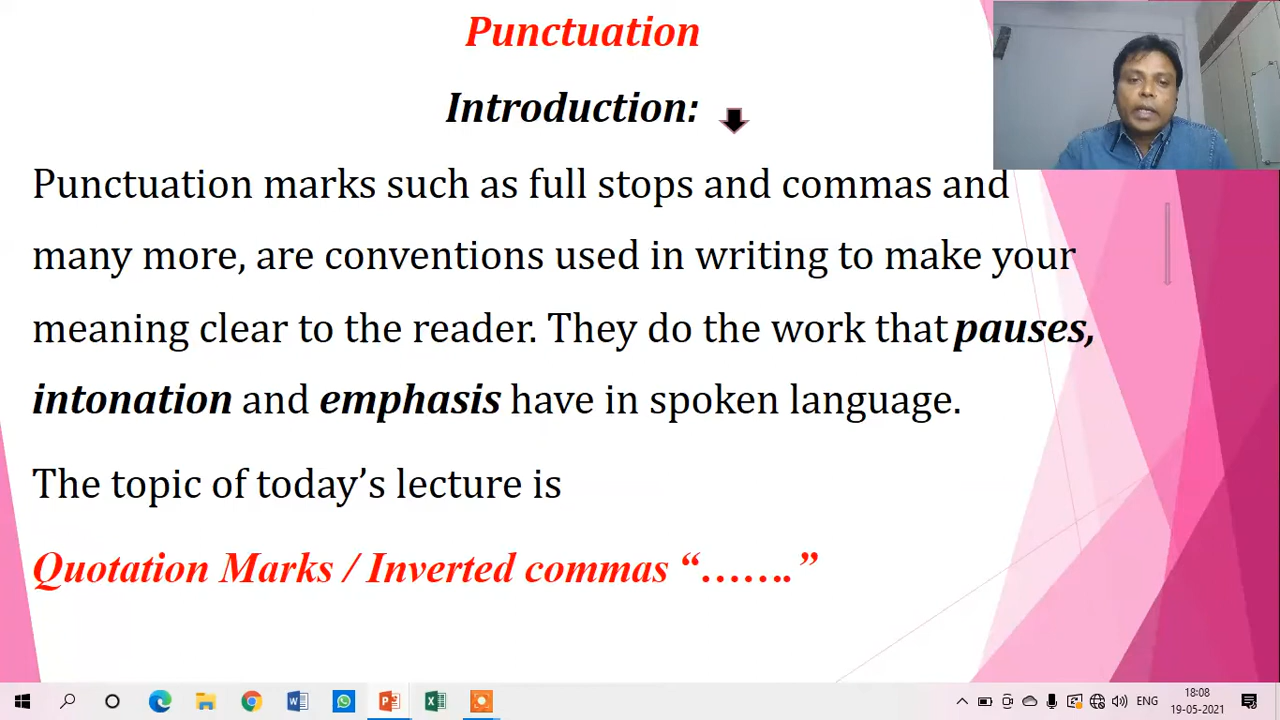 Punctuation
Introduction:
Punctuation marks such as full stops and commas and
many more, are conventions used in writing to make your
meaning clear to the reader. They do the work that pauses,
intonation and emphasis have in spoken language.
The topic of today’s lecture is
Quotation Marks / Inverted commas “…….”
ENG
18:08
19-05-2021